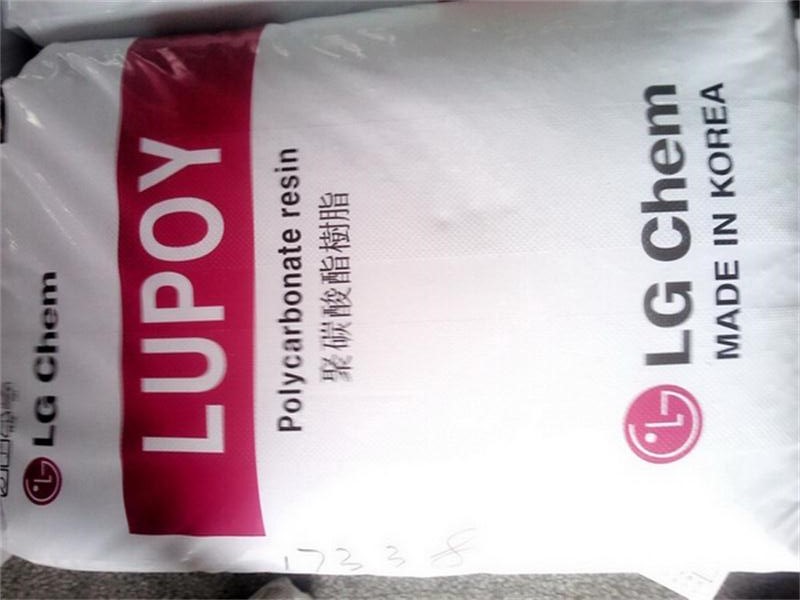 LG Chem
LUPOY
Polycarbonate resin
聚碳酸酯樹脂
LG Chem
MADE IN KOREA